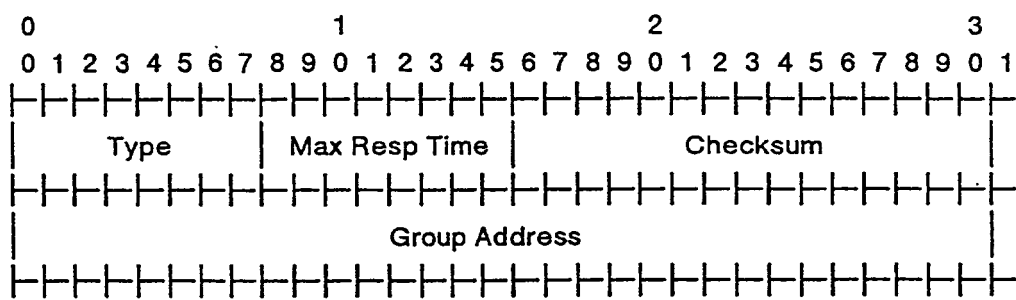 0 1 2 3
0 1 2 3 4 5 6 7 8 9 0 1 2 3 4 5 6 7 8 9 0 1 2 3 4 5 6 7 8 9 0 1
Type Max Resp Time Checksum
Group Address